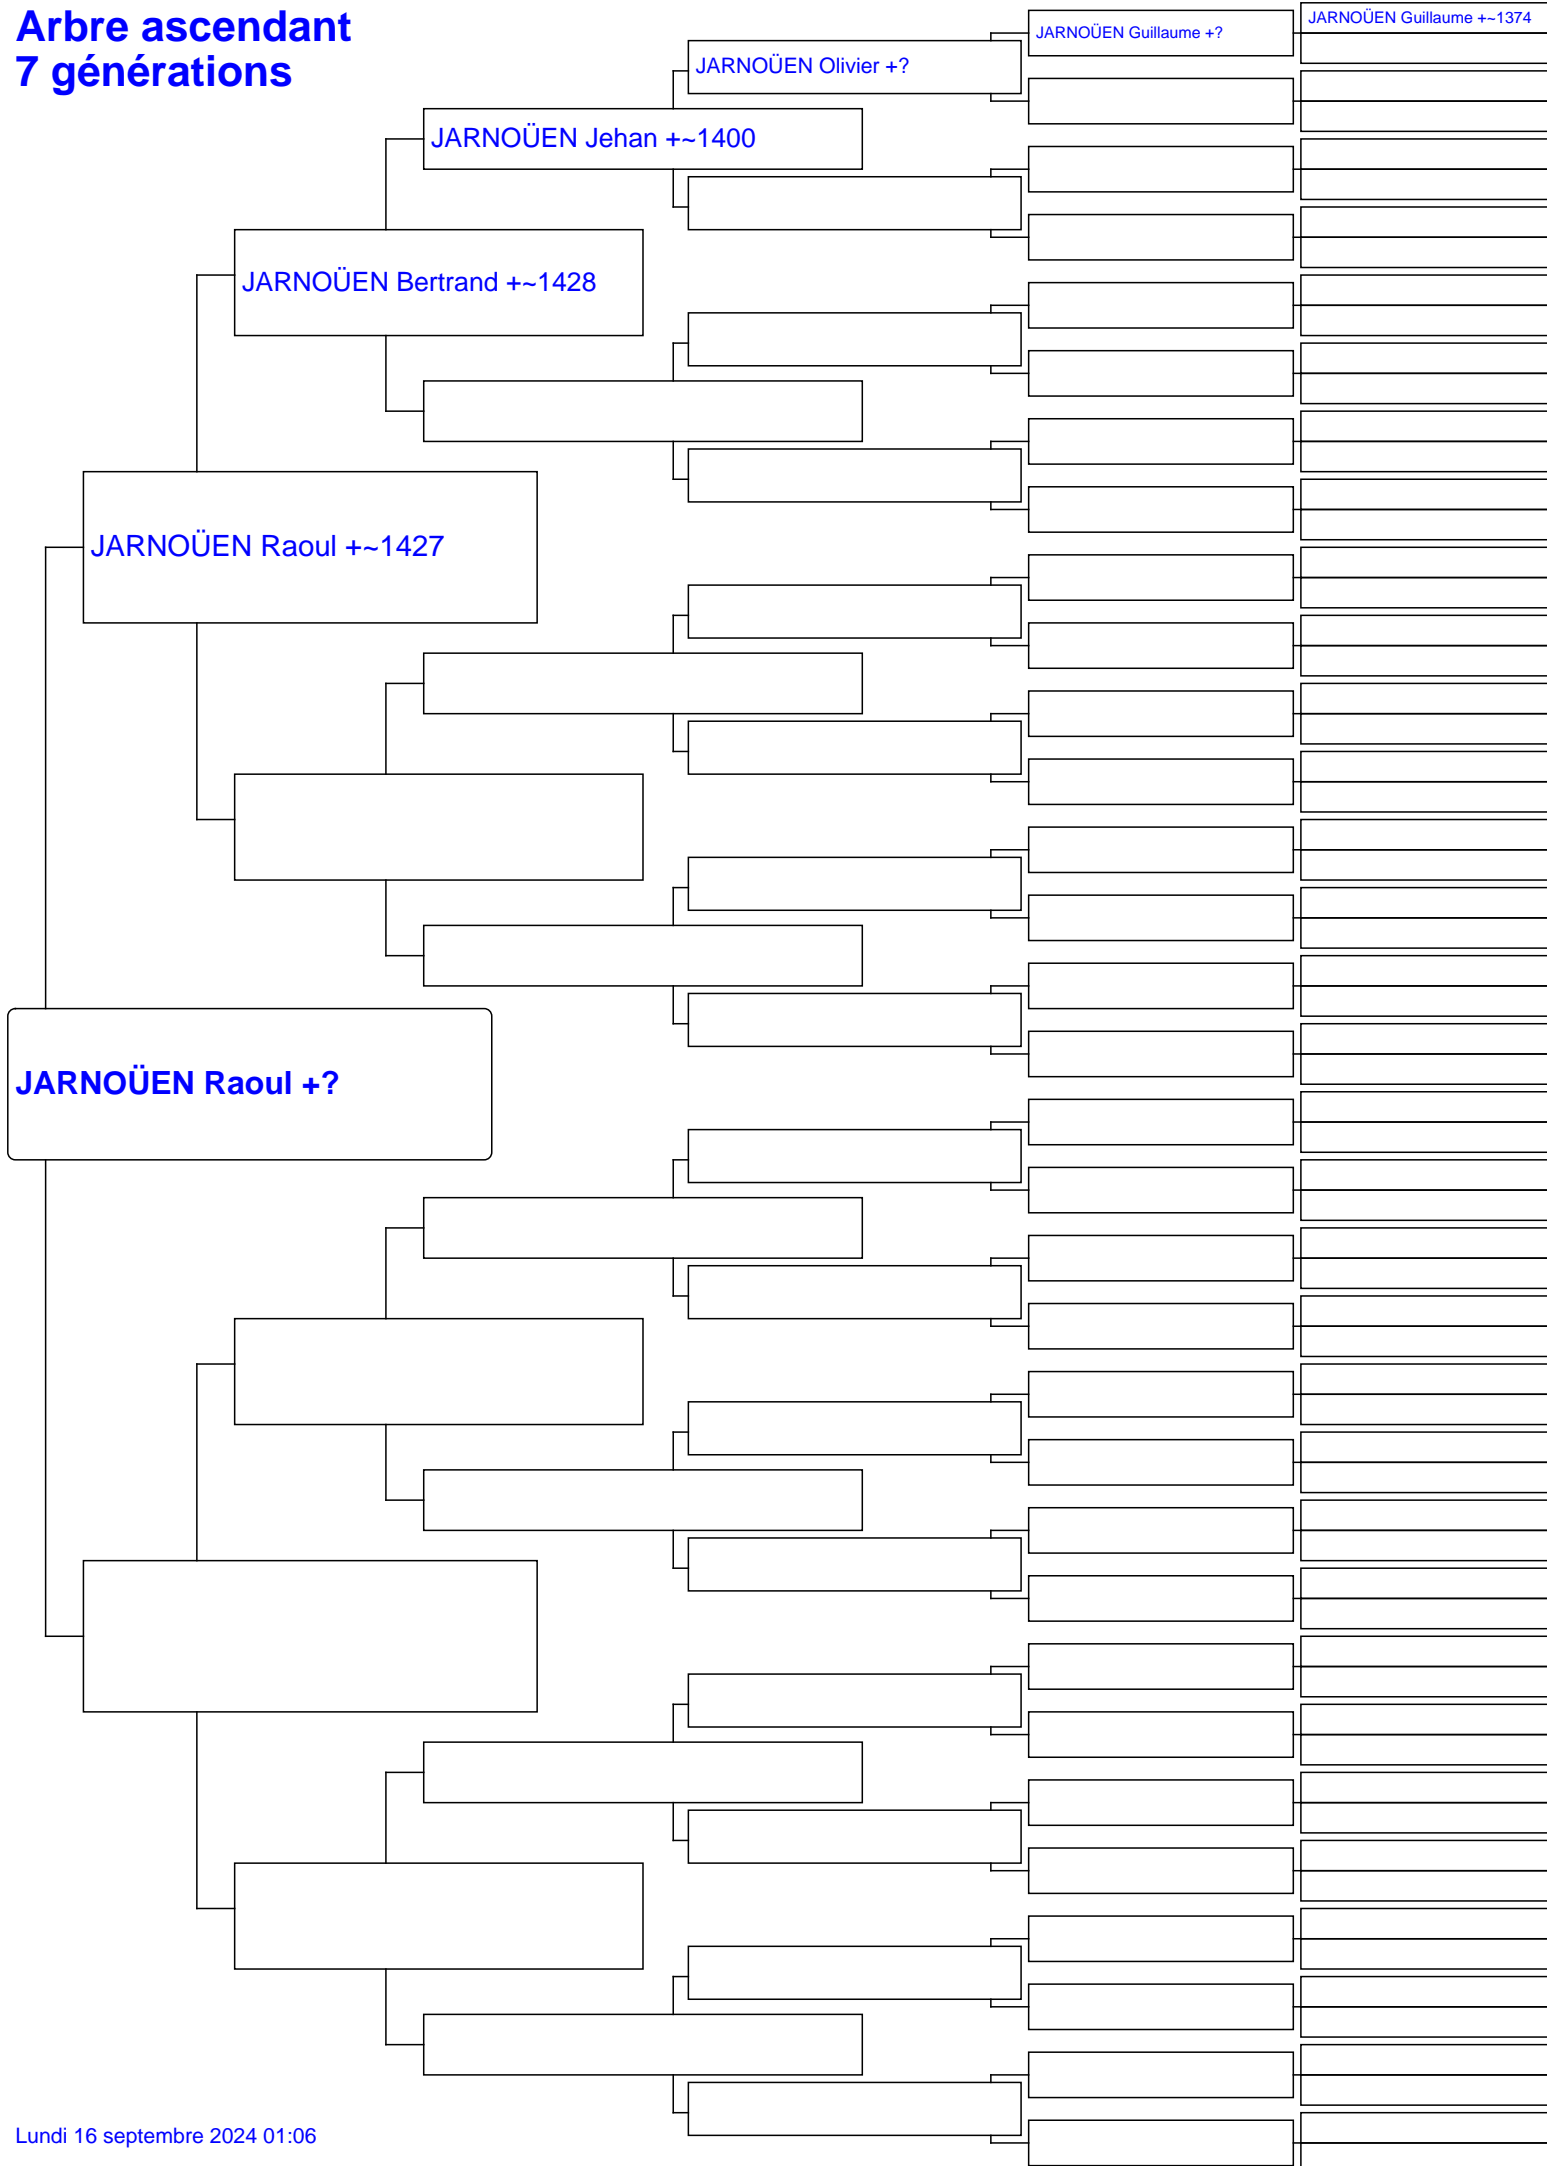 Arbre ascendant
7 générations
JARNOÜEN Guillaume +~1374
JARNOÜEN Guillaume +?
JARNOÜEN Olivier +?
JARNOÜEN Jehan +~1400
JARNOÜEN Bertrand +~1428
JARNOÜEN Raoul +~1427
JARNOÜEN Raoul +?
Lundi 16 septembre 2024 01:06